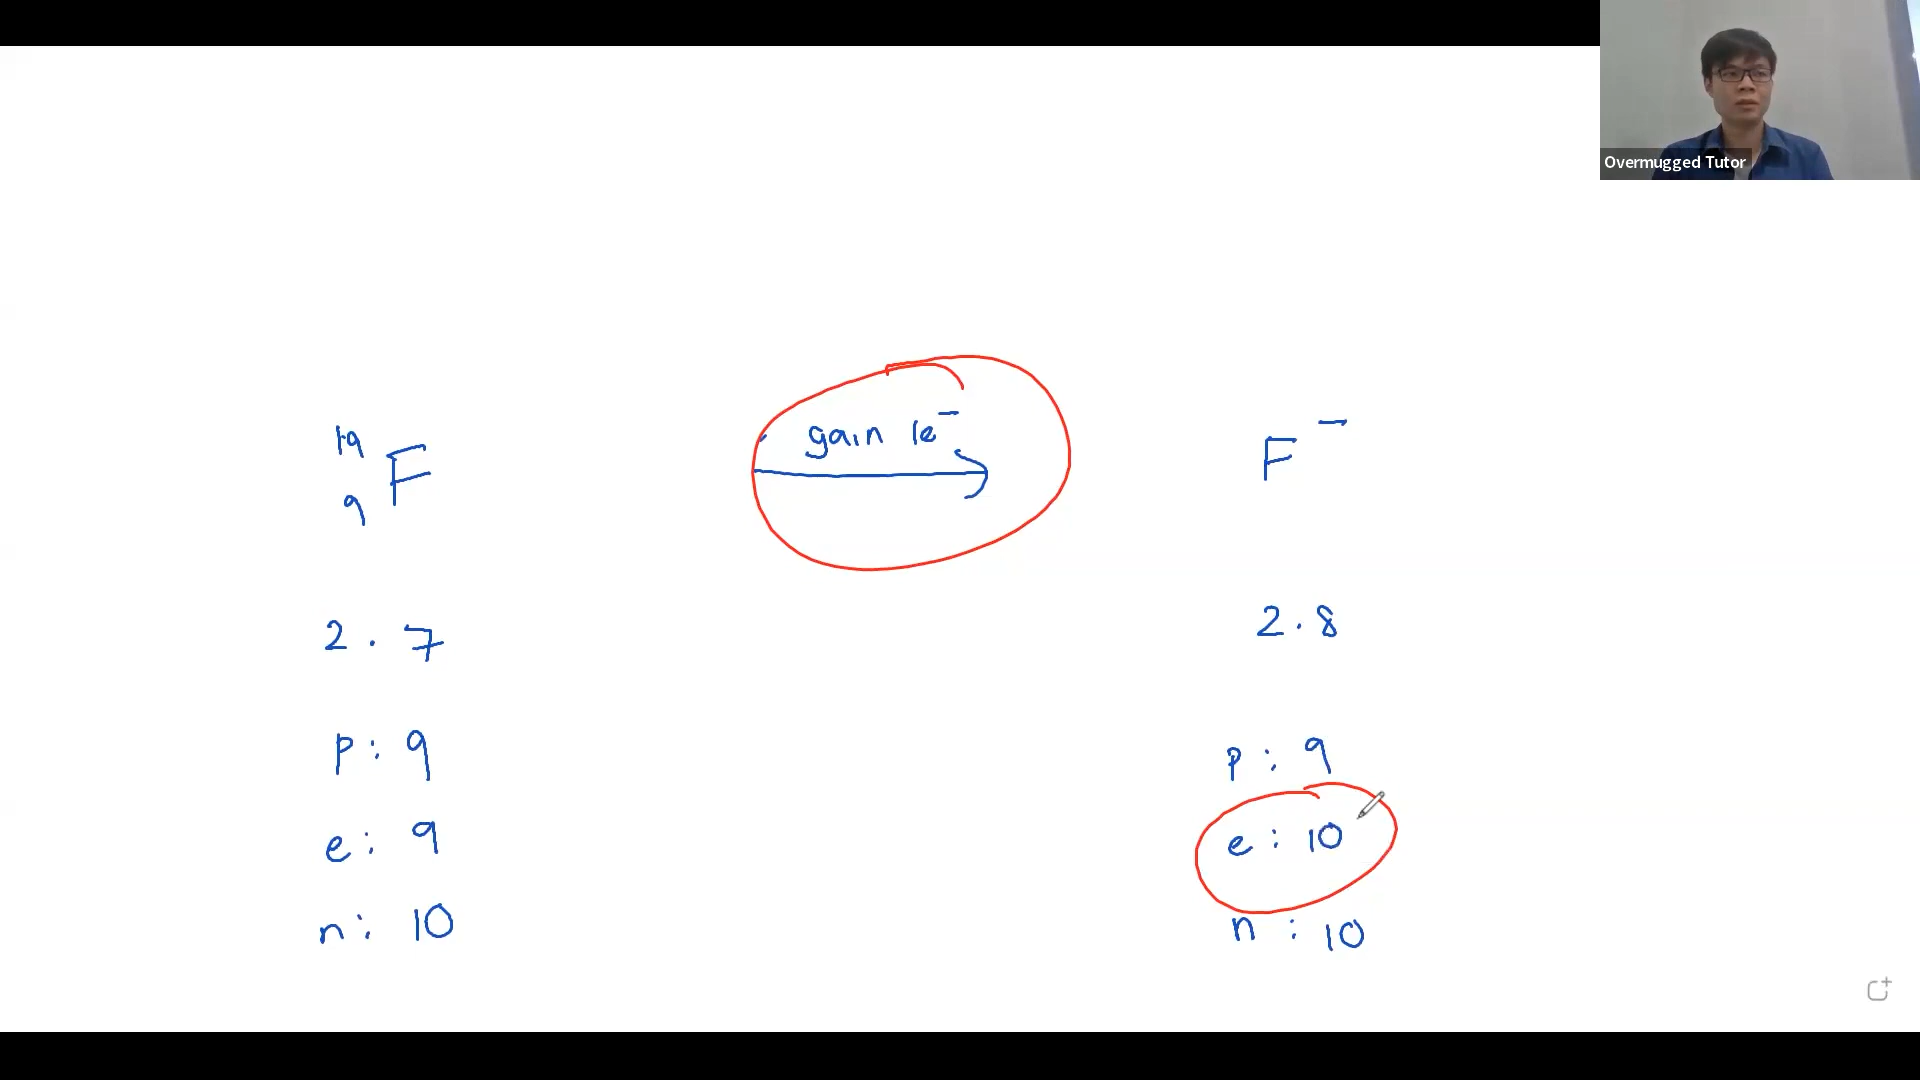 Overmugged Tutor
19
9 F
gain 1e⁻
F⁻
2.7
2.8
p: 9
p: 9
e: 9
e: 10
n: 10
n: 10